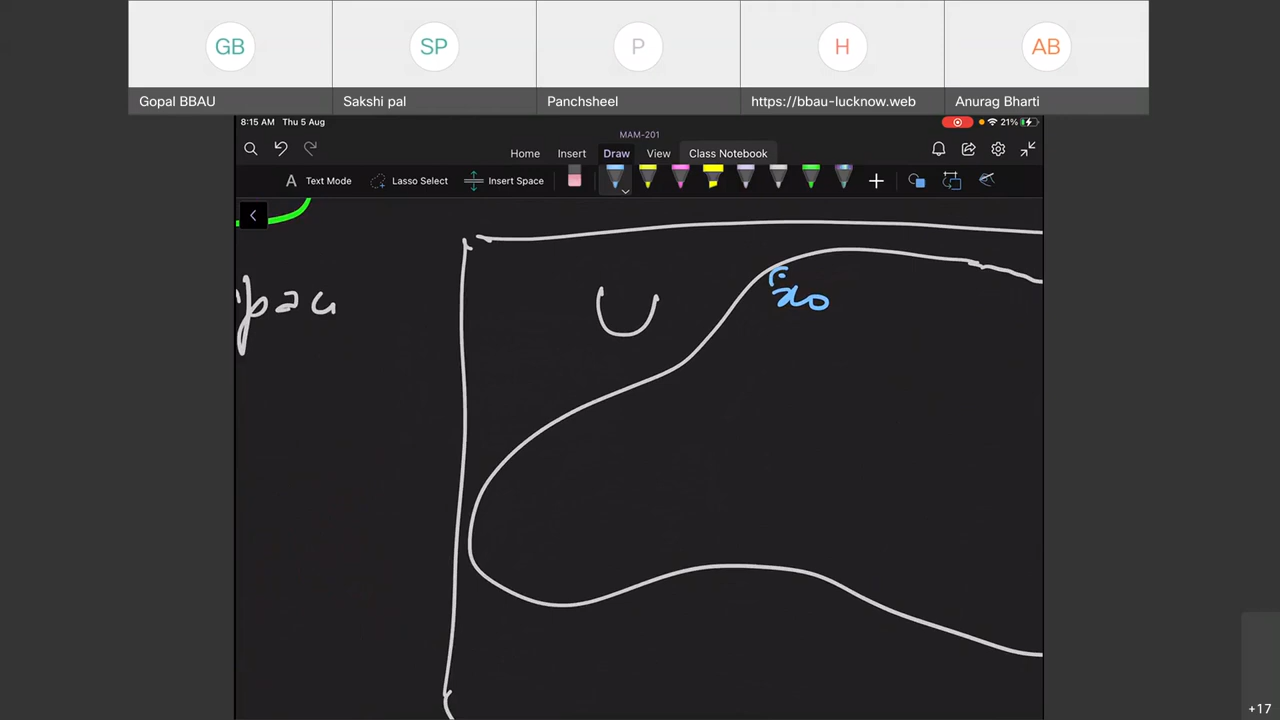 GB SP P H AB
Gopal BBAU Sakshi pal Panchsheel https://bbau-lucknow.web Anurag Bharti
8:15 AM Thu 5 Aug 21%
MAM-201
Home Insert Draw View Class Notebook
A Text Mode Lasso Select Insert Space
U
x0
+17